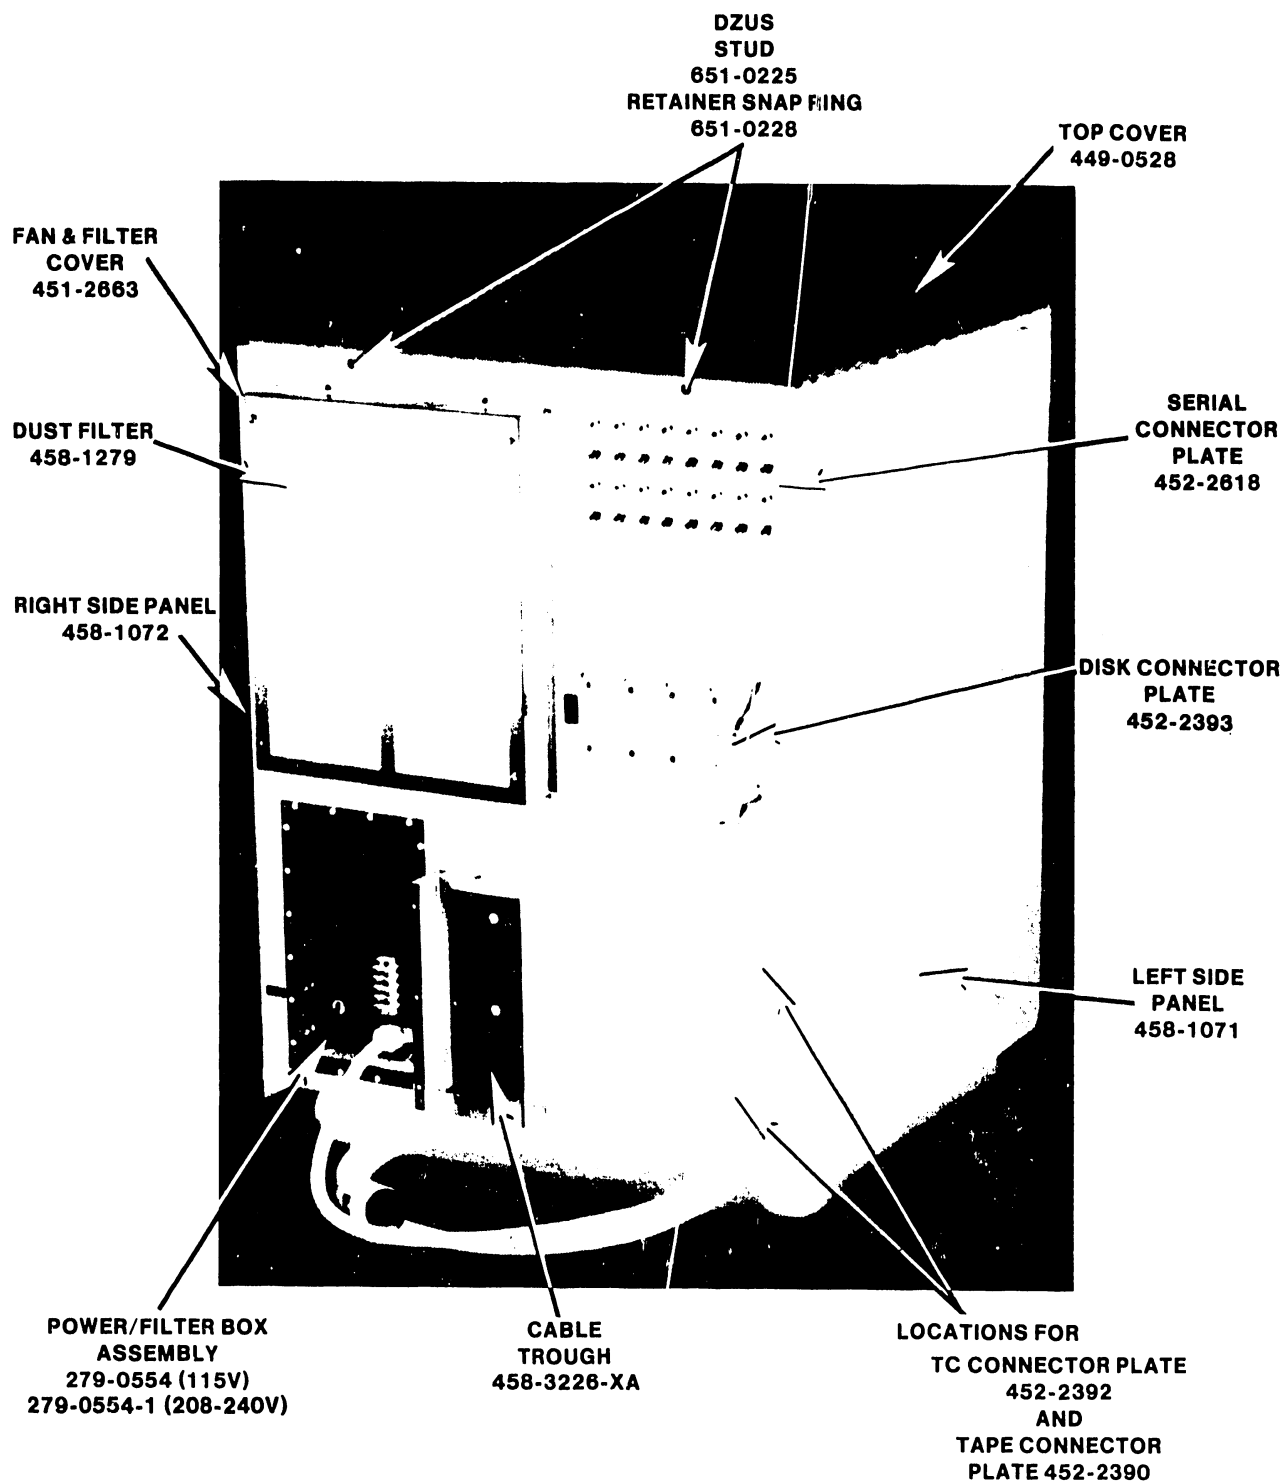 DZUS
STUD
651-0225
RETAINER SNAP RING
651-0228
TOP COVER
449-0528
FAN & FILTER
COVER
451-2663
DUST FILTER
458-1279
SERIAL
CONNECTOR
PLATE
452-2618
RIGHT SIDE PANEL
458-1072
DISK CONNECTOR
PLATE
452-2393
LEFT SIDE
PANEL
458-1071
POWER/FILTER BOX
ASSEMBLY
279-0554 (115V)
279-0554-1 (208-240V)
CABLE
TROUGH
458-3226-XA
LOCATIONS FOR
TC CONNECTOR PLATE
452-2392
AND
TAPE CONNECTOR
PLATE 452-2390